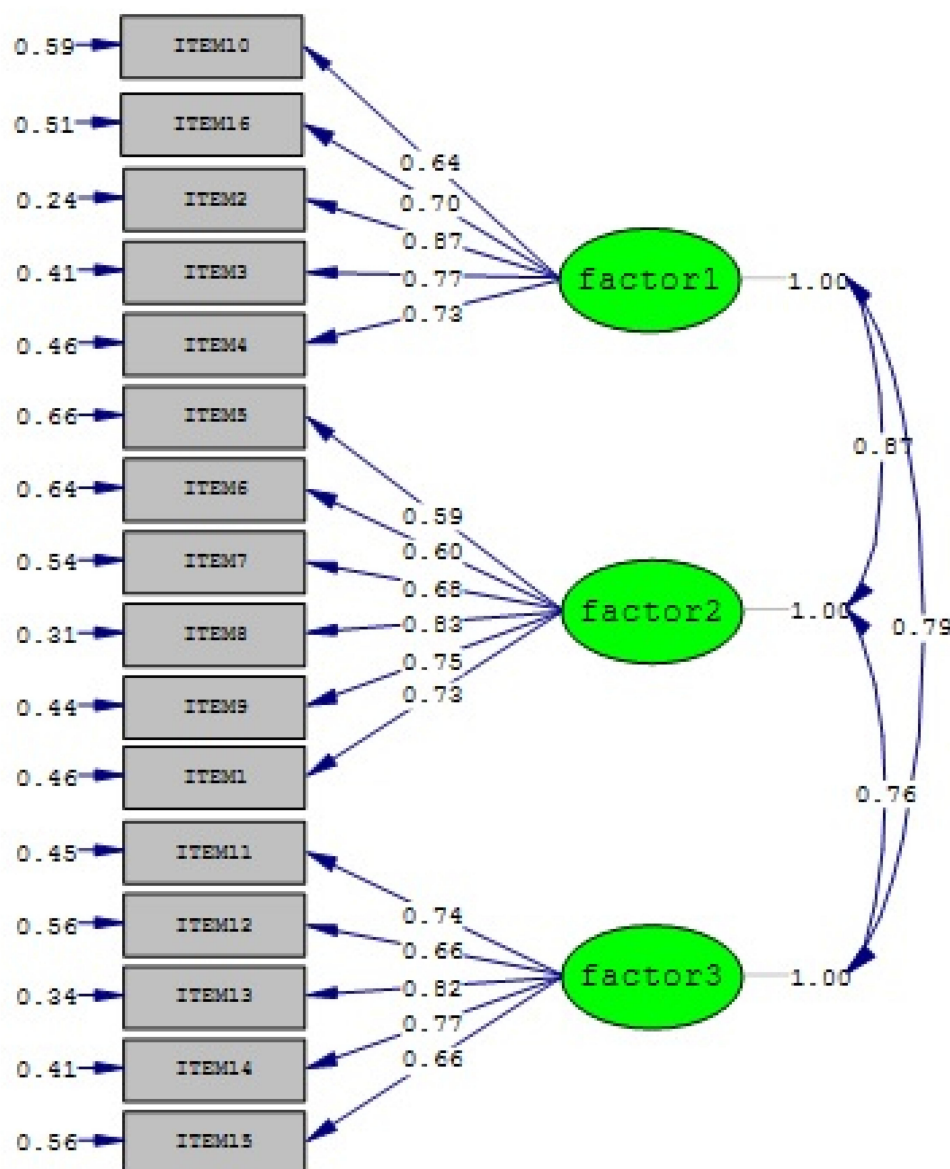 0.59 ITEM10
0.51 ITEM16
0.64
0.24 ITEM2
0.70
0.87
0.41 ITEM3
0.77
factor1 1.00
0.73
0.46 ITEM4
0.66 ITEM5
0.87
0.64 ITEM6
0.59
0.60
0.54 ITEM7
0.68
factor2 1.00
0.31 ITEM8
0.83
0.79
0.75
0.44 ITEM9
0.73
0.46 ITEM1
0.76
0.45 ITEM11
0.74
0.56 ITEM12
0.66
factor3 1.00
0.34 ITEM13
0.82
0.77
0.41 ITEM14
0.66
0.56 ITEM15